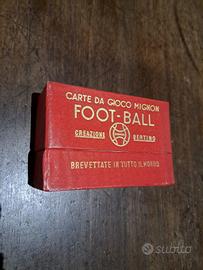 CARTE DA GIOCO MIGNON
FOOT-BALL
CREAZIONE BERTINO
BREVETTATE IN TUTTO IL MONDO
subito